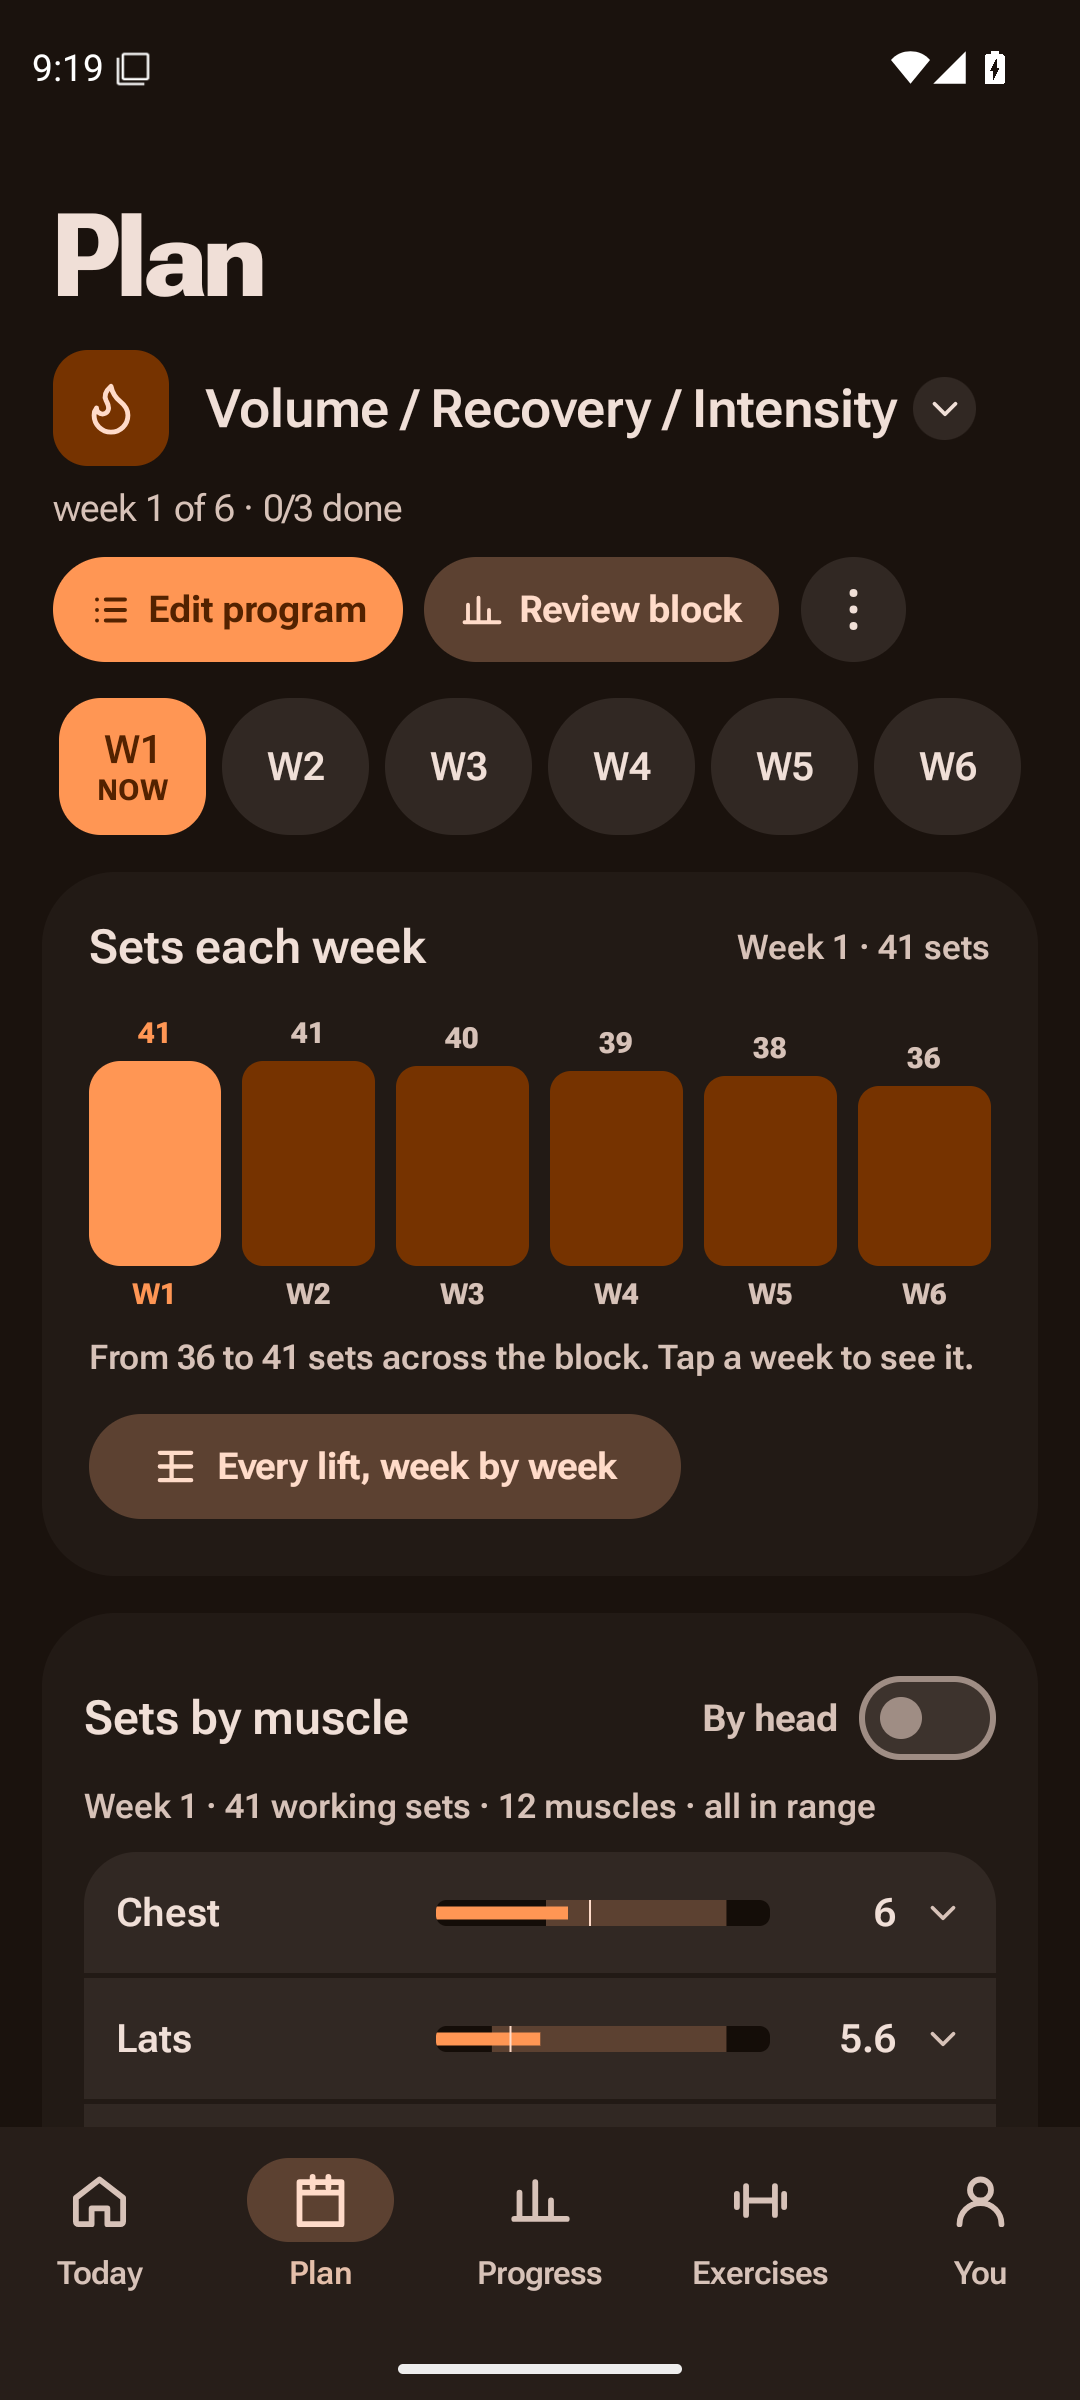 9:19
Plan
Volume / Recovery / Intensity
week 1 of 6 · 0/3 done
Edit program
Review block
W1
NOW
W2
W3
W4
W5
W6
Sets each week
Week 1 · 41 sets
41
41
40
39
38
36
W1
W2
W3
W4
W5
W6
From 36 to 41 sets across the block. Tap a week to see it.
Every lift, week by week
Sets by muscle
By head
Week 1 · 41 working sets · 12 muscles · all in range
Chest
6
Lats
5.6
Today
Plan
Progress
Exercises
You